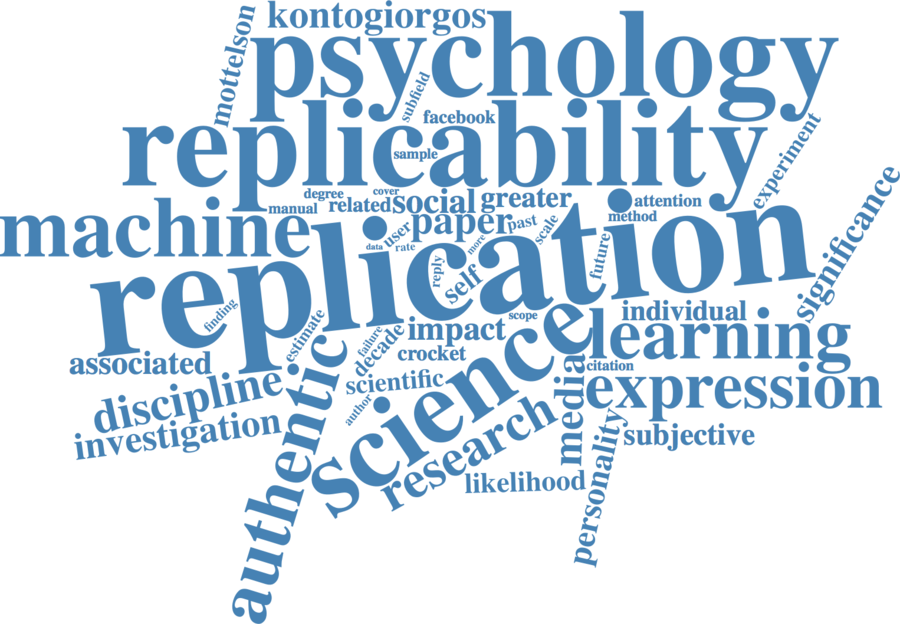 kontogiorgos
mottelson
psychology
subfield
facebook
replicability
sample
experiment
degree
cover
manual
related
social
greater
attention
method
machine
paper
past
scale
user
data
rate
more
replication
significance
reply
self
future
finding
estimate
failure
decade
impact
scope
individual
learning
associated
crocket
science
citation
discipline
authentic
scientific
author
media
expression
investigation
research
subjective
likelihood
personality